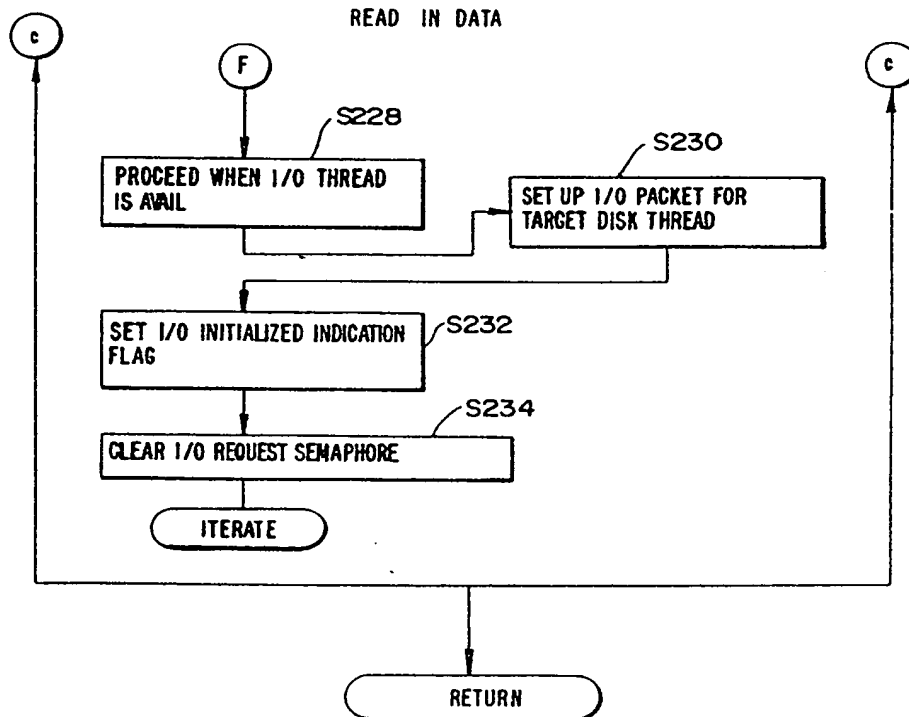 READ IN DATA
c
F
c
S228
PROCEED WHEN I/O THREAD
IS AVAIL
S230
SET UP I/O PACKET FOR
TARGET DISK THREAD
S232
SET I/O INITIALIZED INDICATION
FLAG
S234
CLEAR I/O REQUEST SEMAPHORE
ITERATE
RETURN